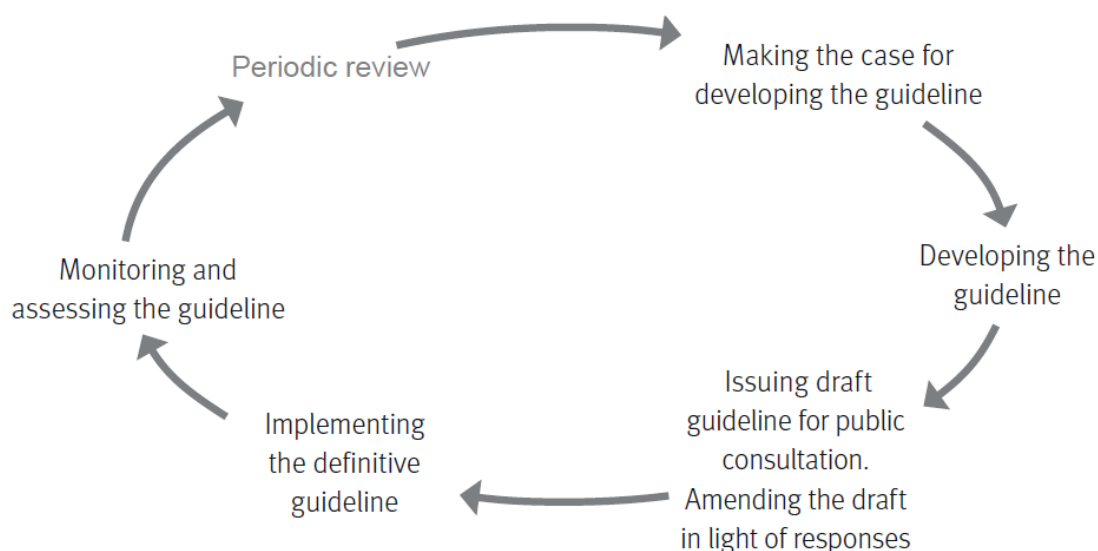 Periodic review
Making the case for
developing the guideline
Developing the
guideline
Issuing draft
guideline for public
consultation.
Amending the draft
in light of responses
Implementing
the definitive
guideline
Monitoring and
assessing the guideline